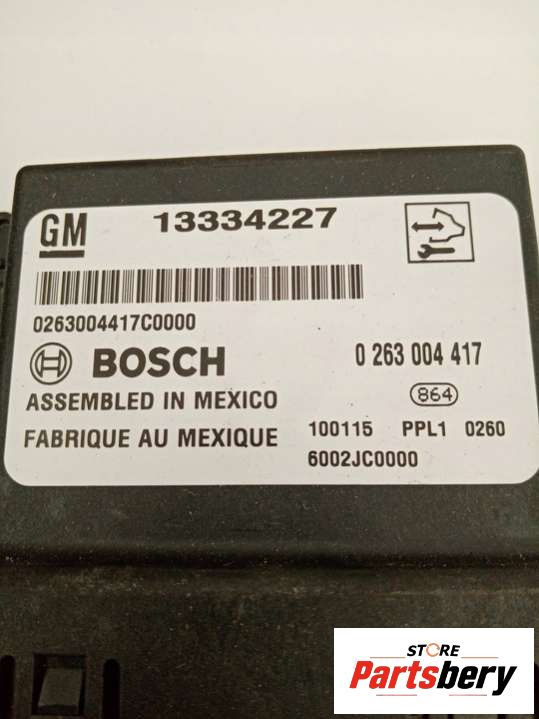 GM 13334227
0263004417C0000
BOSCH 0 263 004 417
ASSEMBLED IN MEXICO 864
FABRIQUE AU MEXIQUE 100115 PPL1 0260
6002JC0000
STORE
Partsbery